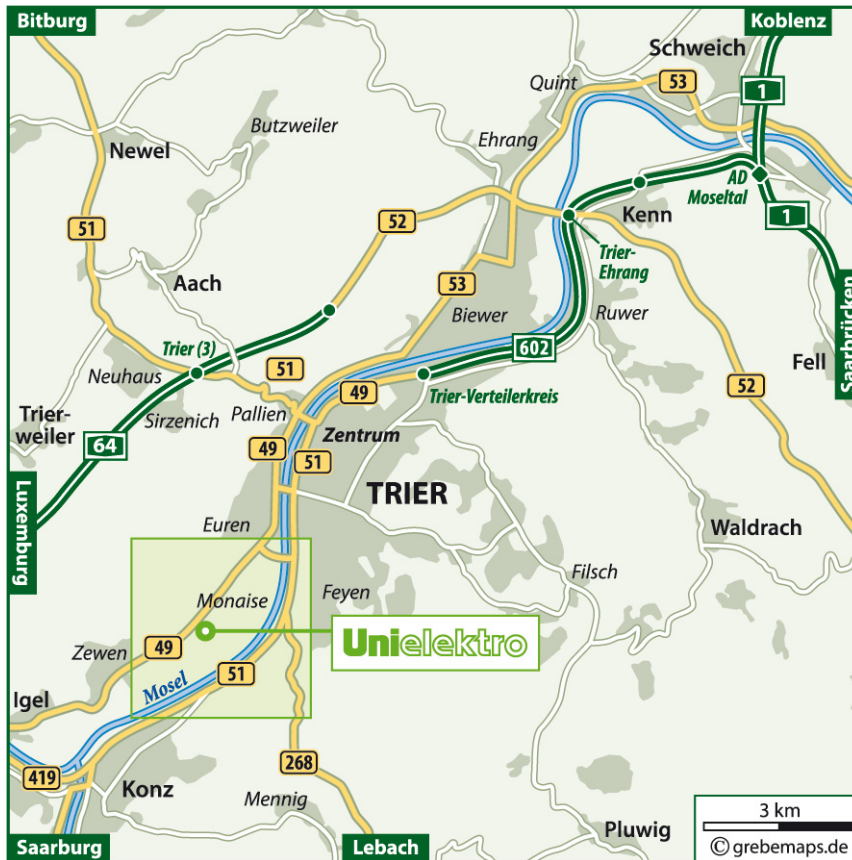 Bitburg
Koblenz
Schweich
Quint
53
1
Butzweiler
Ehrang
Newel
AD
Moseltal
Kenn
51
52
1
Trier-
Ehrang
Aach
53
Biewer
Ruwer
Saarbrücken
602
Trier (3)
51
Fell
Neuhaus
49
Trier-Verteilerkreis
52
Pallien
Trier-
weiler
Sirzenich
Zentrum
64
49
51
TRIER
Luxemburg
Euren
Waldrach
Filsch
Monaise
Feyen
Unielektro
49
Zewen
51
Mosel
Igel
268
419
Konz
Mennig
3 km
Pluwig
© grebemaps.de
Saarburg
Lebach